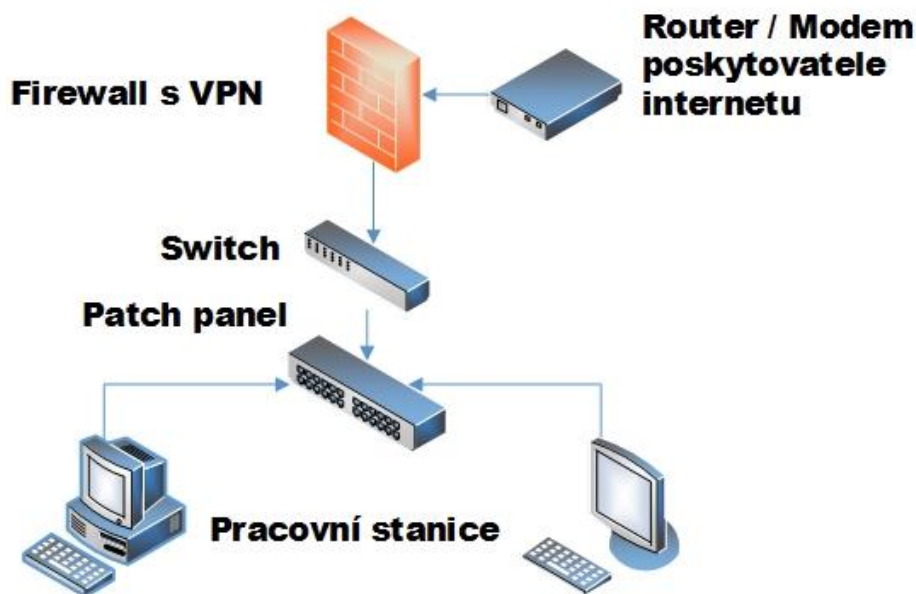 Router / Modem
poskytovatele
internetu
Firewall s VPN
Switch
Patch panel
Pracovní stanice